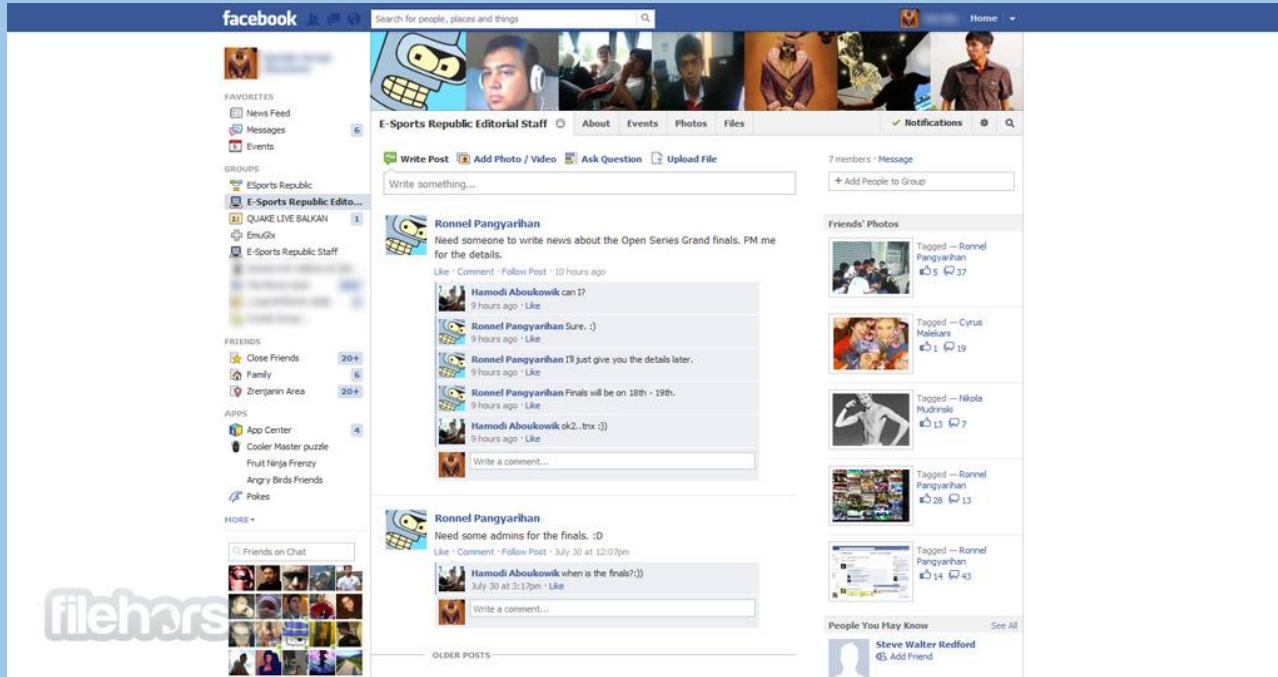 facebook
Search for people, places and things
Home
FAVORITES
News Feed
Messages 6
Events
GROUPS
ESports Republic
E-Sports Republic Edito...
QUAKE LIVE BALKAN 1
EmuGlx
E-Sports Republic Staff
FRIENDS
Close Friends 20+
Family 6
Zrenjanin Area 20+
APPS
App Center 4
Cooler Master puzzle
Fruit Ninja Frenzy
Angry Birds Friends
Pokes
MORE
Friends on Chat
filehors
E-Sports Republic Editorial Staff About Events Photos Files Notifications
Write Post Add Photo / Video Ask Question Upload File
Write something...
Ronnel Pangyarihan
Need someone to write news about the Open Series Grand finals. PM me
for the details.
Like · Comment · Follow Post · 10 hours ago
Hamodi Aboukowik can I?
9 hours ago · Like
Ronnel Pangyarihan Sure. :)
9 hours ago · Like
Ronnel Pangyarihan I'll just give you the details later.
9 hours ago · Like
Ronnel Pangyarihan Finals will be on 18th - 19th.
9 hours ago · Like
Hamodi Aboukowik ok2..tnx :))
9 hours ago · Like
Write a comment...
Ronnel Pangyarihan
Need some admins for the finals. :D
Like · Comment · Follow Post · July 30 at 12:07pm
Hamodi Aboukowik when is the finals?:))
July 30 at 3:17pm · Like
Write a comment...
OLDER POSTS
7 members · Message
+ Add People to Group
Friends' Photos
Tagged — Ronnel
Pangyarihan
5 37
Tagged — Cyrus
Malekani
1 19
Tagged — Nikola
Mudrinski
13 7
Tagged — Ronnel
Pangyarihan
28 13
Tagged — Ronnel
Pangyarihan
14 43
People You May Know See All
Steve Walter Redford
Add Friend